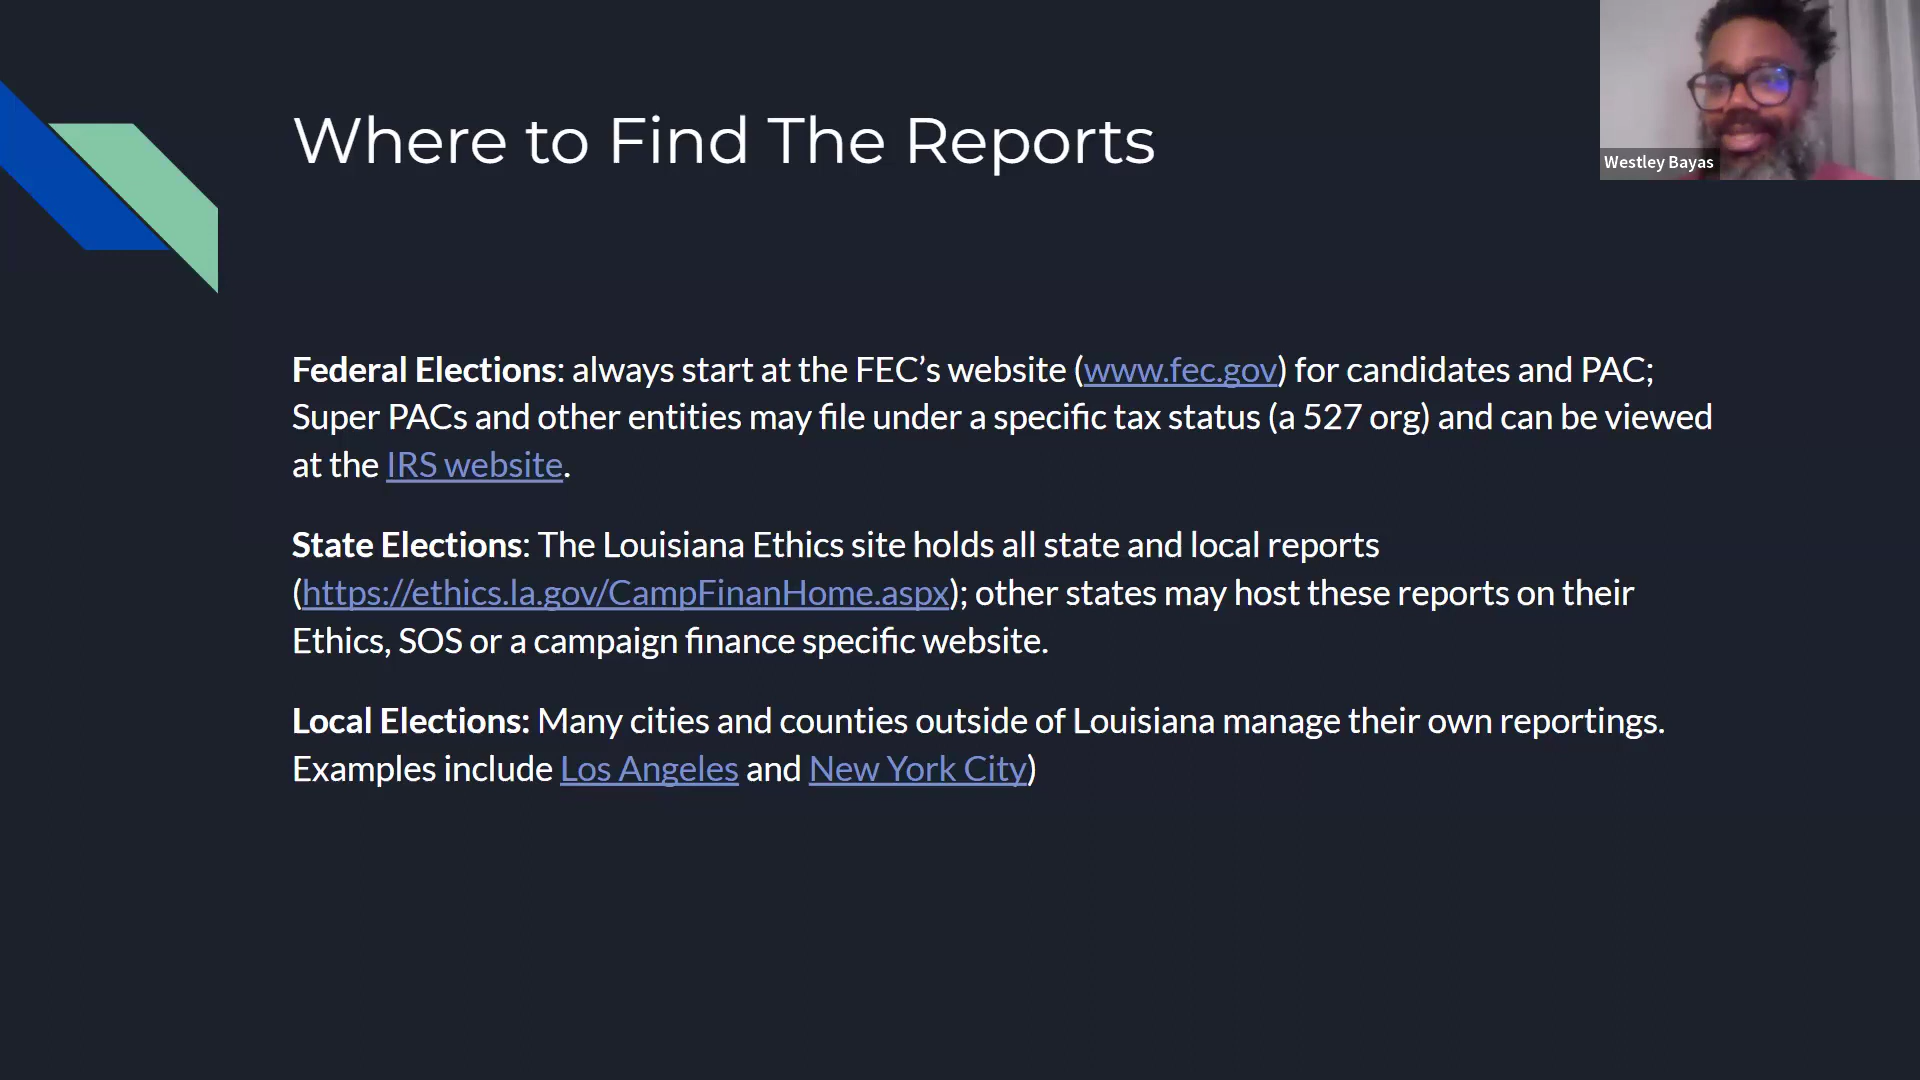 Where to Find The Reports
Westley Bayas
Federal Elections: always start at the FEC’s website (www.fec.gov) for candidates and PAC;
Super PACs and other entities may file under a specific tax status (a 527 org) and can be viewed
at the IRS website.
State Elections: The Louisiana Ethics site holds all state and local reports
(https://ethics.la.gov/CampFinanHome.aspx); other states may host these reports on their
Ethics, SOS or a campaign finance specific website.
Local Elections: Many cities and counties outside of Louisiana manage their own reportings.
Examples include Los Angeles and New York City)